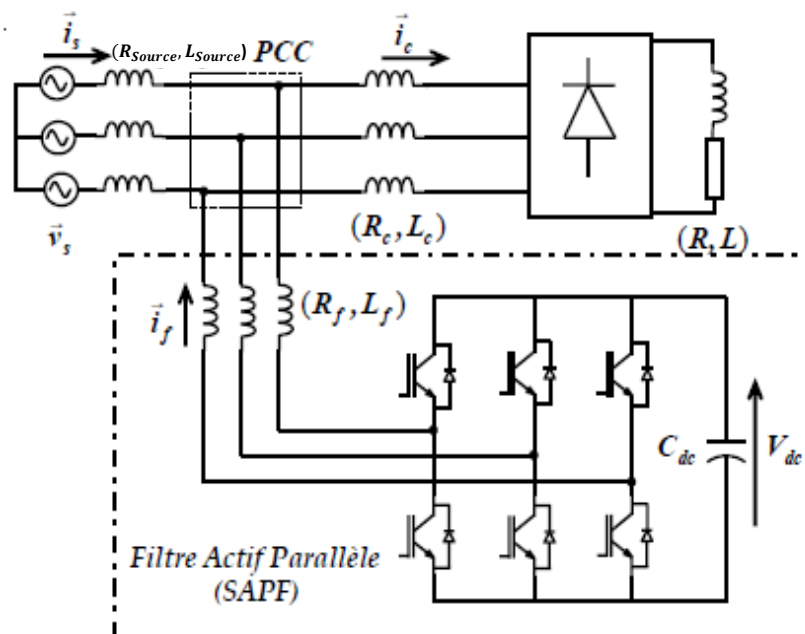 i_s
(R_Source, L_Source) PCC
i_c
v_s
(R_c, L_c)
(R, L)
i_f
(R_f, L_f)
C_dc
V_dc
Filtre Actif Parallèle
(SAPF)